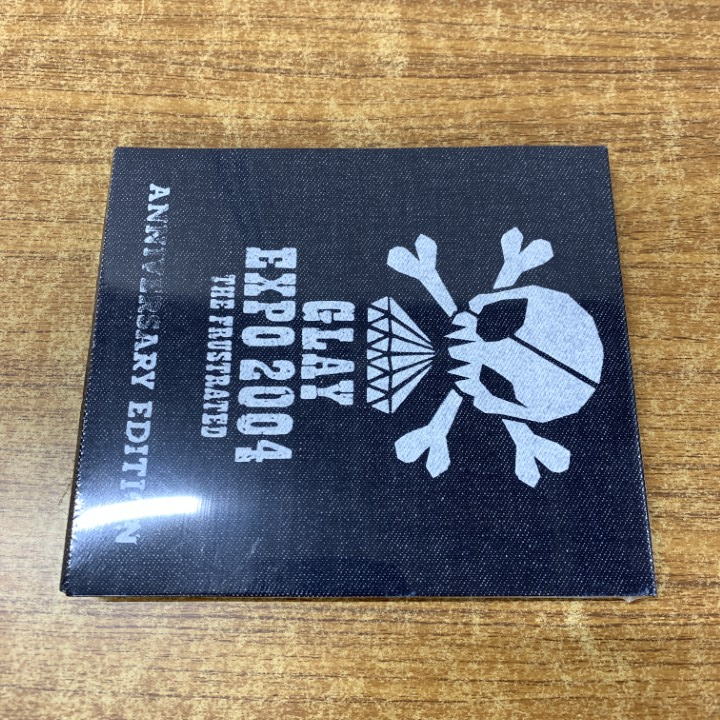 GLAY
EXPO 2004
THE FRUSTRATED
ANNIVERSARY EDITION